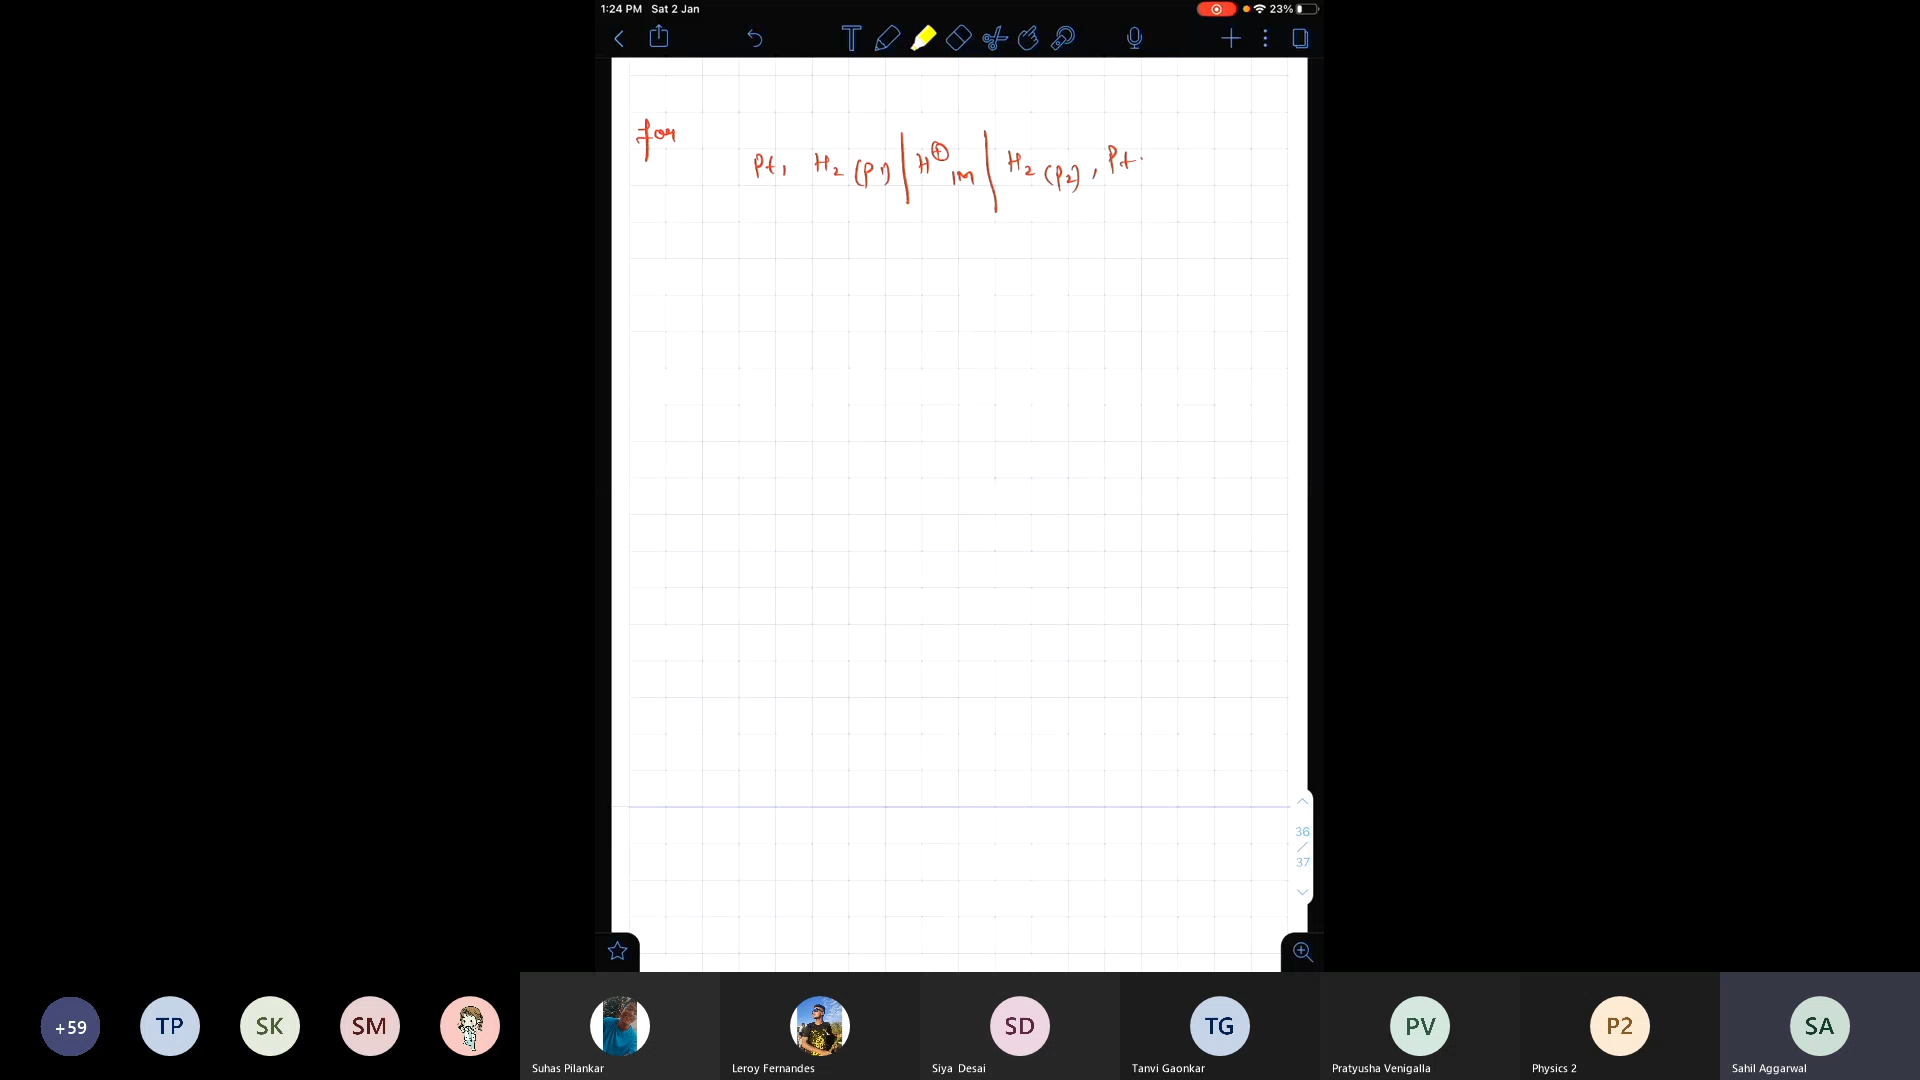 1:24 PM Sat 2 Jan
23%
T
for
Pt, H₂ (P1) | H⊕ 1M | H₂ (P₂), Pt.
36
/
37
+59
TP
SK
SM
SD
TG
PV
P2
SA
Suhas Pilankar
Leroy Fernandes
Siya Desai
Tanvi Gaonkar
Pratyusha Venigalla
Physics 2
Sahil Aggarwal